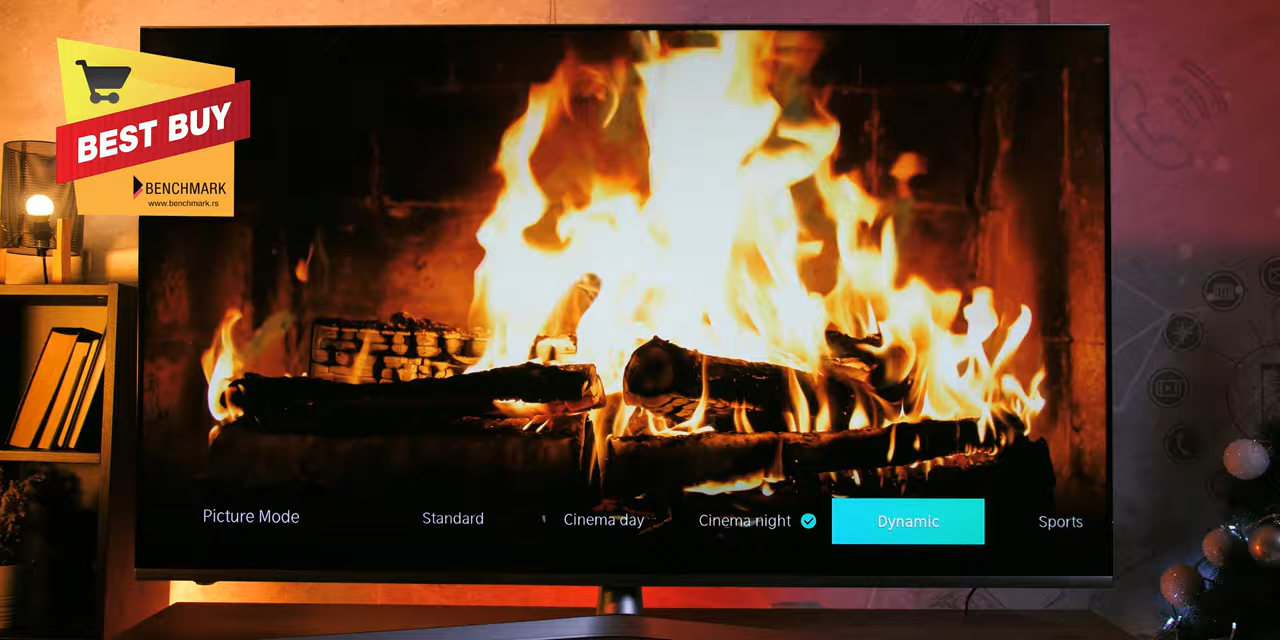 BEST BUY
BENCHMARK
www.benchmark.rs
Picture Mode
Standard
Cinema day
Cinema night
Dynamic
Sports